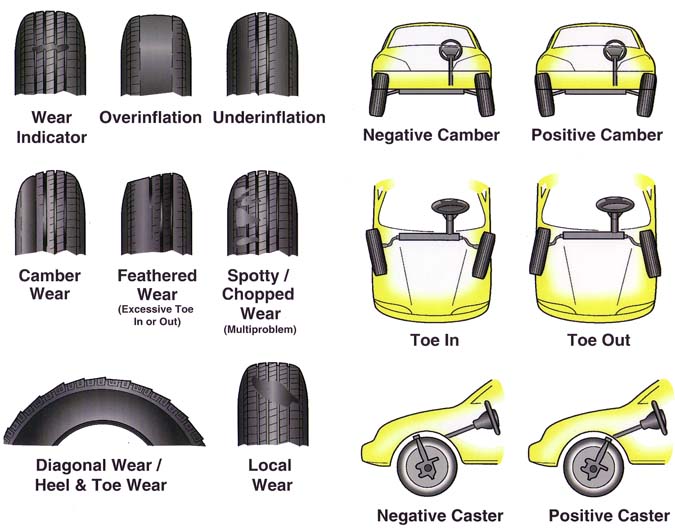 Wear
Indicator
Overinflation
Underinflation
Negative Camber
Positive Camber
Camber
Wear
Feathered
Wear
(Excessive Toe
In or Out)
Spotty /
Chopped
Wear
(Multiproblem)
Toe In
Toe Out
Diagonal Wear /
Heel & Toe Wear
Local
Wear
Negative Caster
Positive Caster